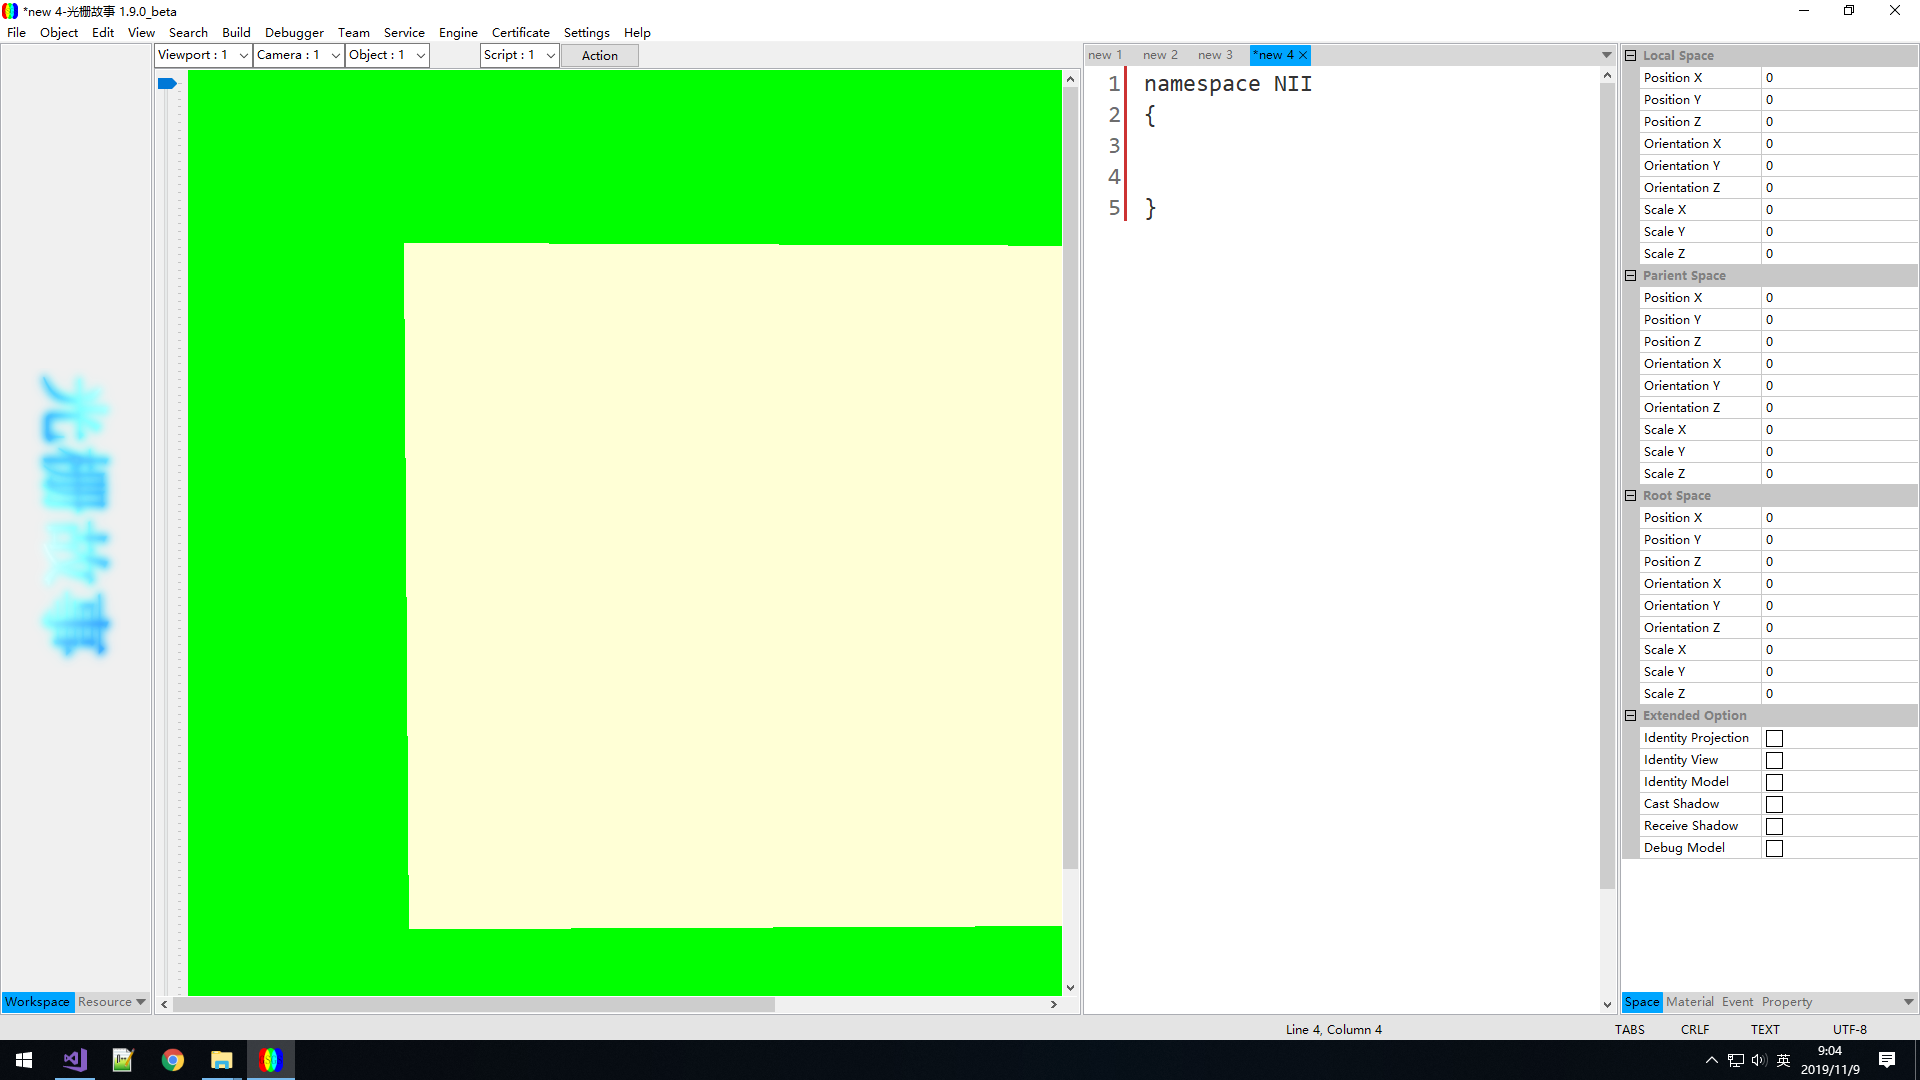 *new 4-光栅故事 1.9.0_beta
File Object Edit View Search Build Debugger Team Service Engine Certificate Settings Help
Viewport : 1 Camera : 1 Object : 1 Script : 1 Action
new 1 new 2 new 3 *new 4
1 namespace NII
2 {
3
4
5 }
光栅故事
Local Space
Position X 0
Position Y 0
Position Z 0
Orientation X 0
Orientation Y 0
Orientation Z 0
Scale X 0
Scale Y 0
Scale Z 0
Parient Space
Position X 0
Position Y 0
Position Z 0
Orientation X 0
Orientation Y 0
Orientation Z 0
Scale X 0
Scale Y 0
Scale Z 0
Root Space
Position X 0
Position Y 0
Position Z 0
Orientation X 0
Orientation Y 0
Orientation Z 0
Scale X 0
Scale Y 0
Scale Z 0
Extended Option
Identity Projection
Identity View
Identity Model
Cast Shadow
Receive Shadow
Debug Model
Workspace Resource
Space Material Event Property
Line 4, Column 4 TABS CRLF TEXT UTF-8
英
9:04
2019/11/9